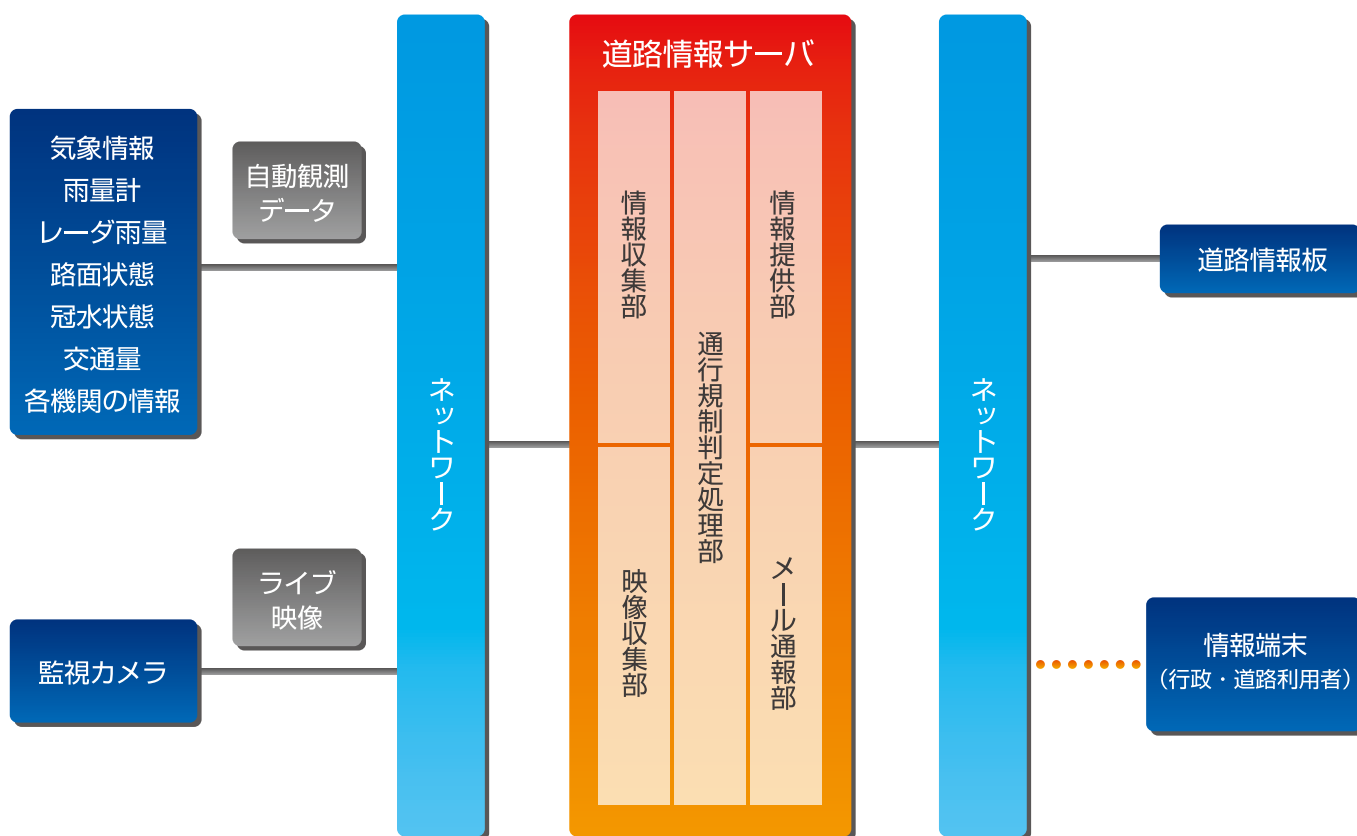 気象情報
雨量計
レーダ雨量
路面状態
冠水状態
交通量
各機関の情報
自動観測
データ
監視カメラ
ライブ
映像
ネットワーク
道路情報サーバ
情報収集部
映像収集部
通行規制判定処理部
情報提供部
メール通報部
ネットワーク
道路情報板
情報端末
（行政・道路利用者）